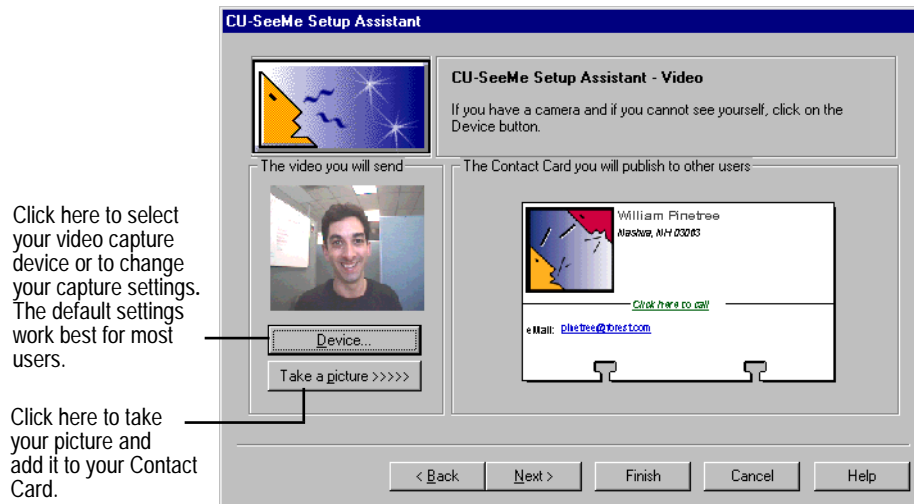 CU-SeeMe Setup Assistant
CU-SeeMe Setup Assistant - Video
If you have a camera and if you cannot see yourself, click on the
Device button.
The video you will send
The Contact Card you will publish to other users
William Pinetree
Nashua, NH 03063
Click here to call
eMail: pinetree@forest.com
Device...
Take a picture >>>>>
Click here to select
your video capture
device or to change
your capture settings.
The default settings
work best for most
users.
Click here to take
your picture and
add it to your Contact
Card.
< Back
Next >
Finish
Cancel
Help